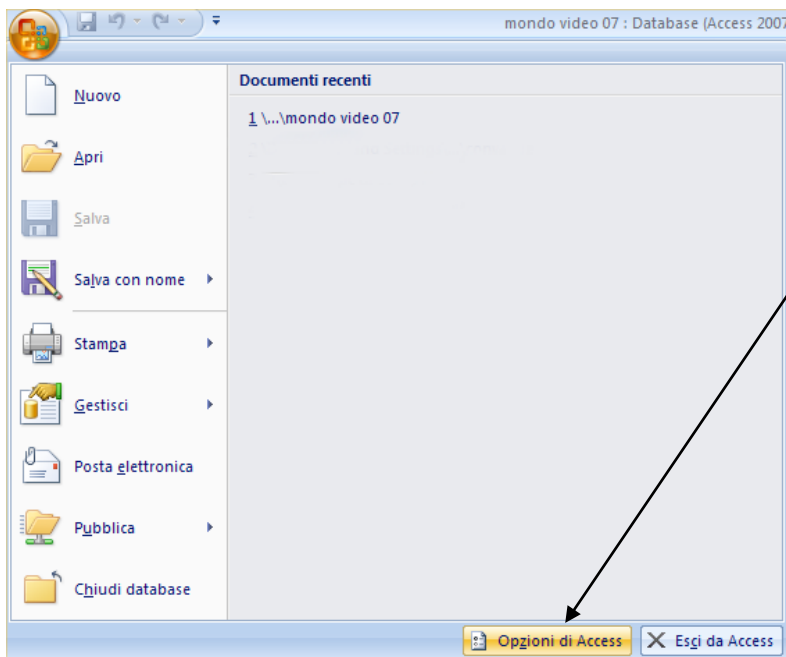 mondo video 07 : Database (Access 2007
Documenti recenti
1 \...\mondo video 07
Nuovo
Apri
Salva
Salva con nome
Stampa
Gestisci
Posta elettronica
Pubblica
Chiudi database
Opzioni di Access
Esci da Access